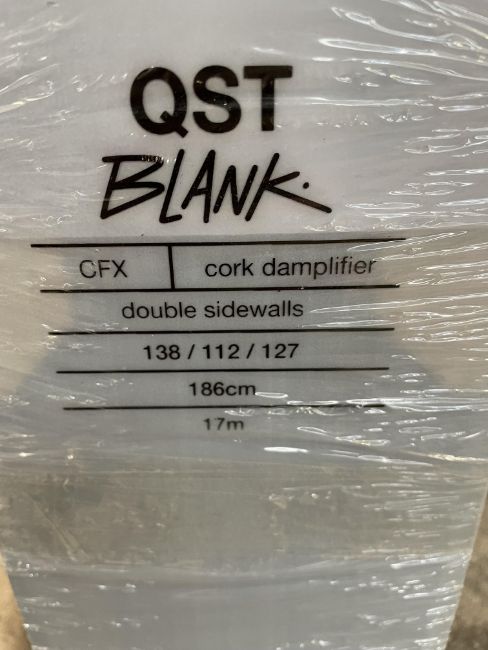 QST
BLANK.
CFX cork damplifier
double sidewalls
138 / 112 / 127
186cm
17m